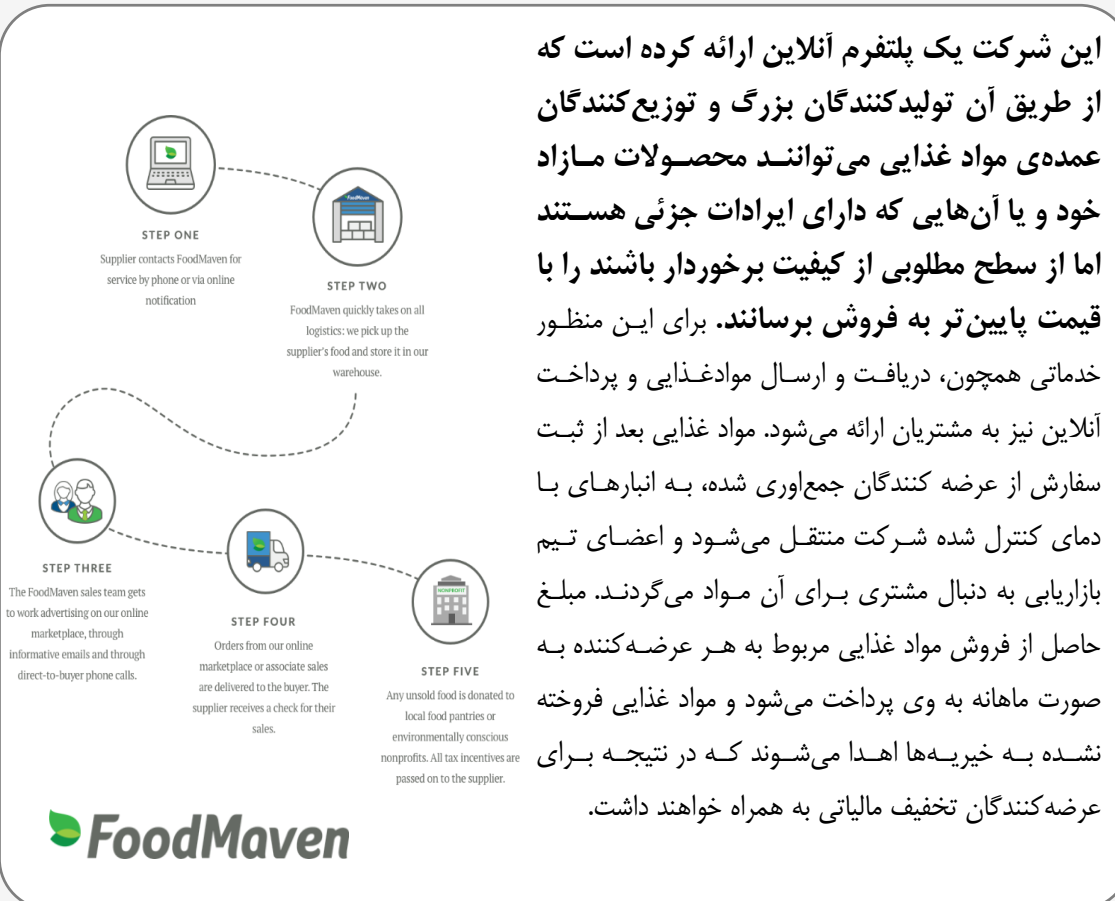 این شرکت یک پلتفرم آنلاین ارائه کرده است که
از طریق آن تولیدکنندگان بزرگ و توزیع‌کنندگان
عمده‌ی مواد غذایی می‌توانند محصولات مازاد
خود و یا آن‌هایی که دارای ایرادات جزئی هستند
اما از سطح مطلوبی از کیفیت برخوردار باشند را با
قیمت پایین‌تر به فروش برسانند. برای این منظور
خدماتی همچون، دریافت و ارسال موادغذایی و پرداخت
آنلاین نیز به مشتریان ارائه می‌شود. مواد غذایی بعد از ثبت
سفارش از عرضه کنندگان جمع‌اوری شده، به انبارهای با
دمای کنترل شده شرکت منتقل می‌شود و اعضای تیم
بازاریابی به دنبال مشتری برای آن مواد می‌گردند. مبلغ
حاصل از فروش مواد غذایی مربوط به هر عرضه‌کننده به
صورت ماهانه به وی پرداخت می‌شود و مواد غذایی فروخته
نشده به خیریه‌ها اهدا می‌شوند که در نتیجه برای
عرضه‌کنندگان تخفیف مالیاتی به همراه خواهند داشت.
STEP ONE
Supplier contacts FoodMaven for
service by phone or via online
notification
FoodMaven
STEP TWO
FoodMaven quickly takes on all
logistics: we pick up the
supplier's food and store it in our
warehouse.
STEP THREE
The FoodMaven sales team gets
to work advertising on our online
marketplace, through
informative emails and through
direct-to-buyer phone calls.
STEP FOUR
Orders from our online
marketplace or associate sales
are delivered to the buyer. The
supplier receives a check for their
sales.
NONPROFIT
STEP FIVE
Any unsold food is donated to
local food pantries or
environmentally conscious
nonprofits. All tax incentives are
passed on to the supplier.
FoodMaven